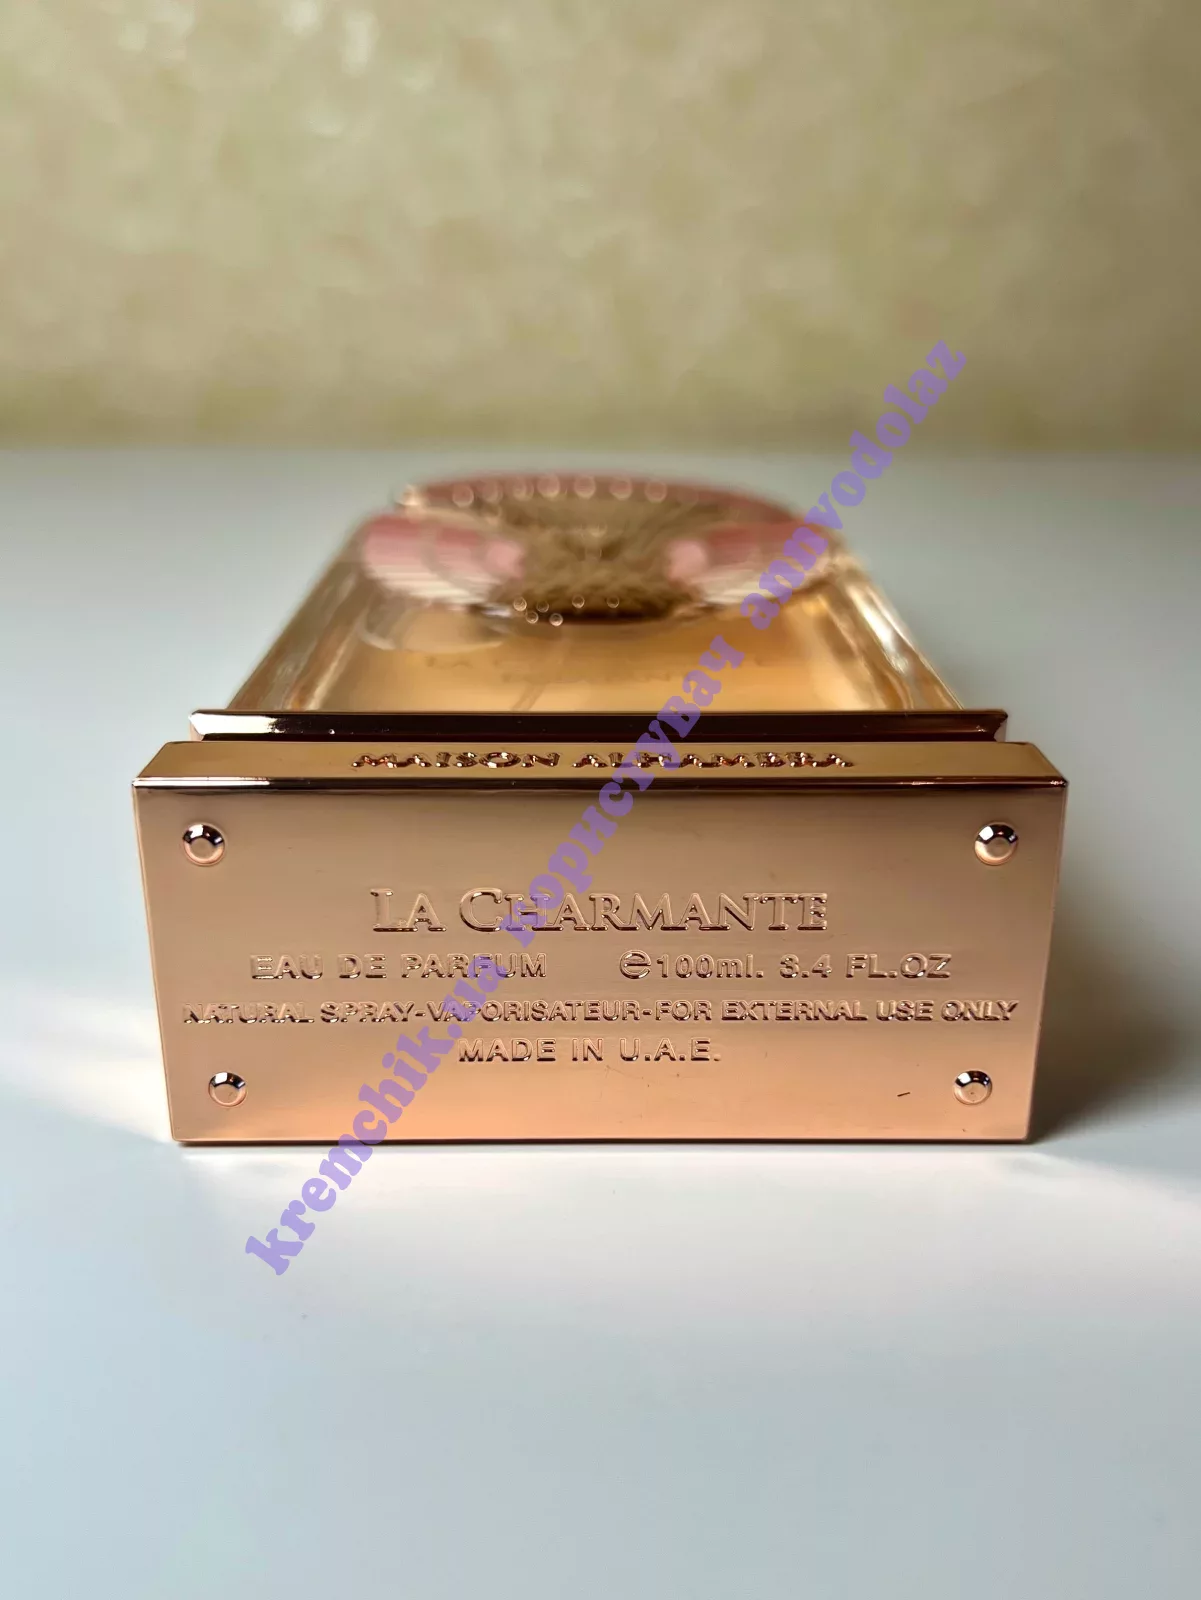 MAISON ALHAMBRA
LA CHARMANTE
EAU DE PARFUM e100ml. 3.4 FL.OZ
NATURAL SPRAY-VAPORISATEUR-FOR EXTERNAL USE ONLY
MADE IN U.A.E.
kremchik.ua користувач annvodolaz